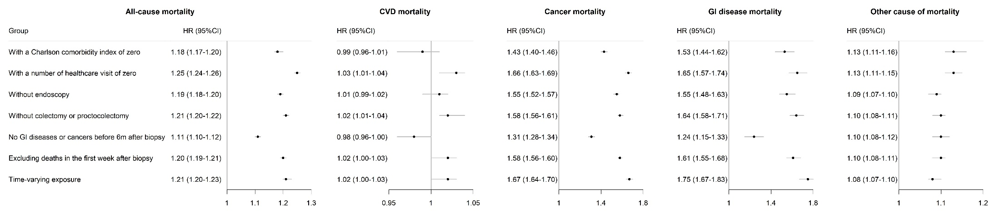 All-cause mortality CVD mortality Cancer mortality GI disease mortality Other cause of mortality
Group HR (95%CI) HR (95%CI) HR (95%CI) HR (95%CI) HR (95%CI)
With a Charlson comorbidity index of zero 1.18 (1.17-1.20) 0.99 (0.96-1.01) 1.43 (1.40-1.46) 1.53 (1.44-1.62) 1.13 (1.11-1.16)
With a number of healthcare visit of zero 1.25 (1.24-1.26) 1.03 (1.01-1.04) 1.66 (1.63-1.69) 1.65 (1.57-1.74) 1.13 (1.11-1.15)
Without endoscopy 1.19 (1.18-1.20) 1.01 (0.99-1.02) 1.55 (1.52-1.57) 1.55 (1.48-1.63) 1.09 (1.07-1.10)
Without colectomy or proctocolectomy 1.21 (1.20-1.22) 1.02 (1.01-1.04) 1.58 (1.56-1.61) 1.64 (1.58-1.71) 1.10 (1.08-1.11)
No GI diseases or cancers before 6m after biopsy 1.11 (1.10-1.12) 0.98 (0.96-1.00) 1.31 (1.28-1.34) 1.24 (1.15-1.33) 1.10 (1.08-1.12)
Excluding deaths in the first week after biopsy 1.20 (1.19-1.21) 1.02 (1.00-1.03) 1.58 (1.56-1.60) 1.61 (1.55-1.68) 1.10 (1.08-1.11)
Time-varying exposure 1.21 (1.20-1.23) 1.02 (1.00-1.03) 1.67 (1.64-1.70) 1.75 (1.67-1.83) 1.08 (1.07-1.10)
1 1.1 1.2 1.3 0.95 1 1.05 1 1.4 1.8 1 1.4 1.8 1 1.1 1.2